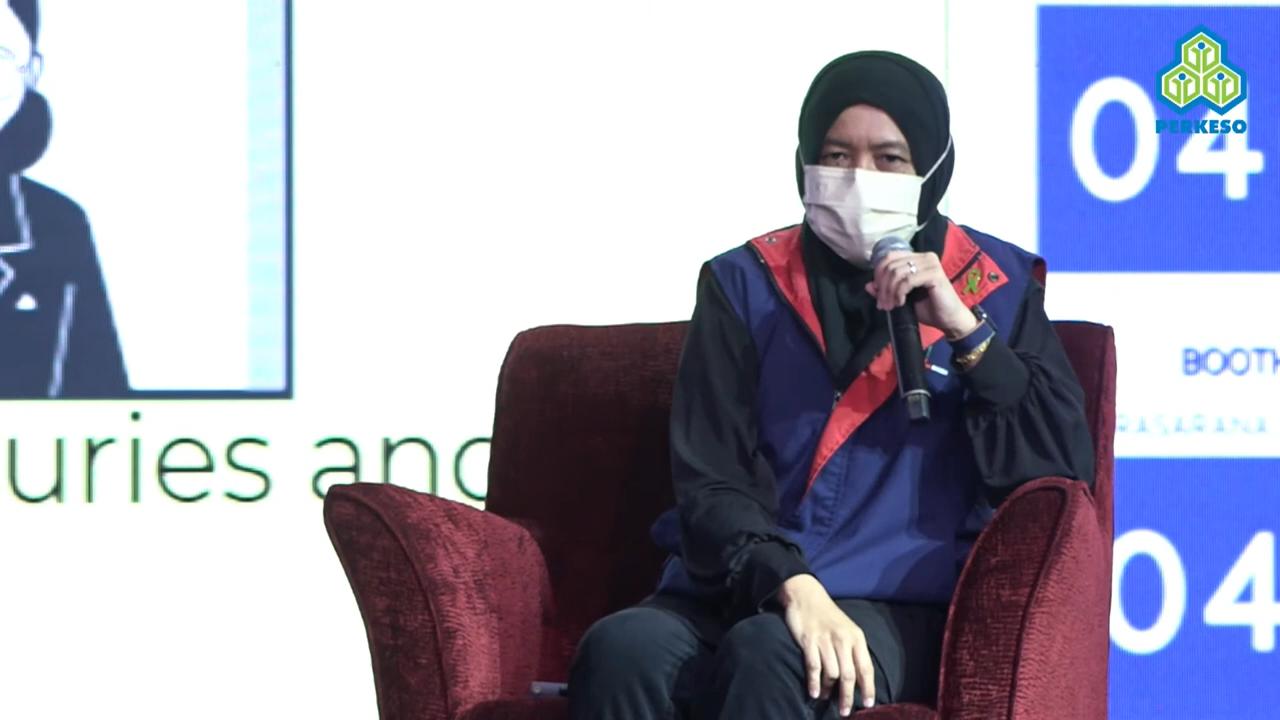 04
PERKESO
uries and
BOOTH
RASARANA
04